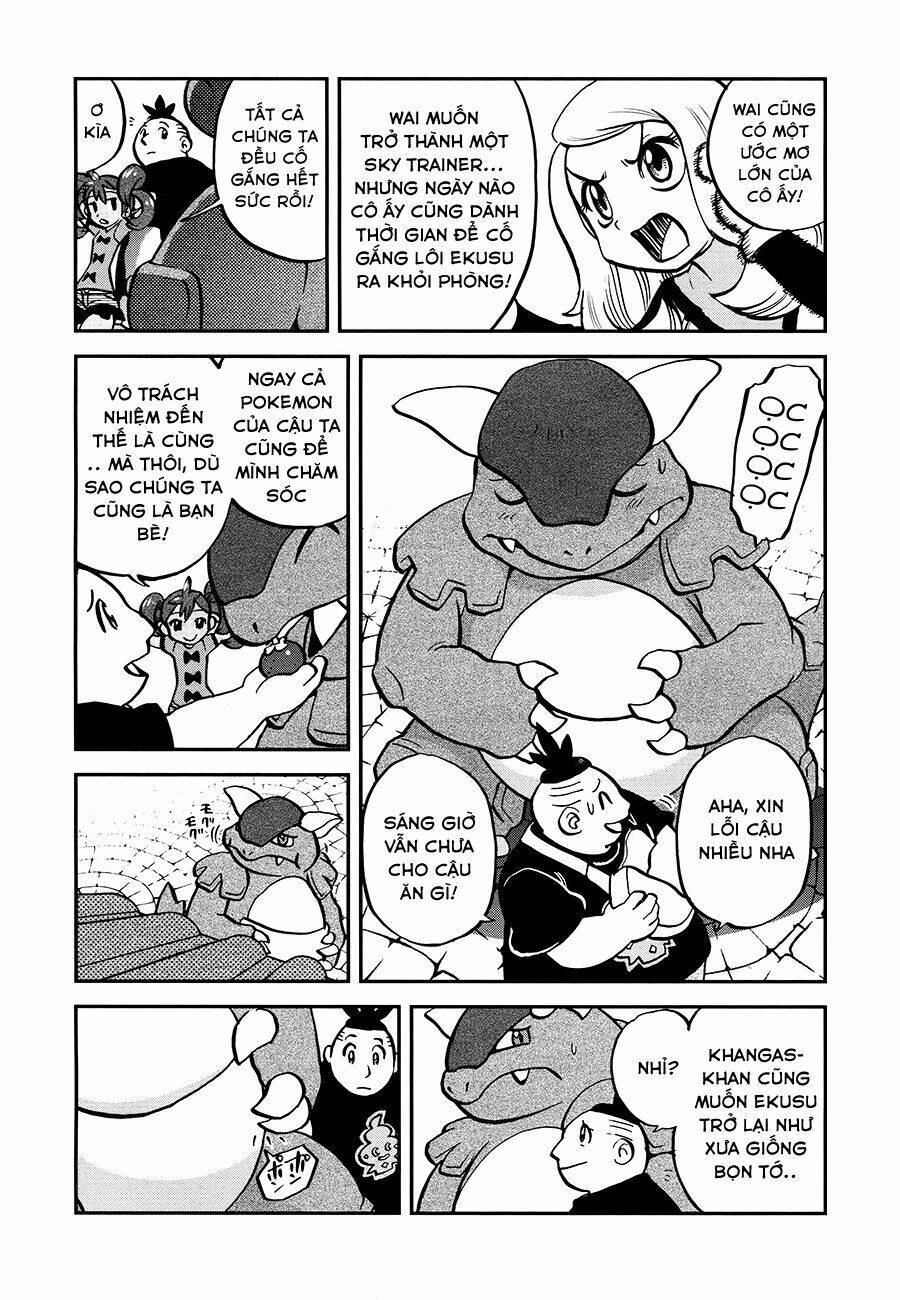 WAI CŨNG
CÓ MỘT
ƯỚC MƠ
LỚN CỦA
CÔ ẤY!
WAI MUỐN
TRỞ THÀNH MỘT
SKY TRAINER...
NHƯNG NGÀY NÀO
CÔ ẤY CŨNG DÀNH
THỜI GIAN ĐỂ CỐ
GẮNG LÔI EKUSU
RA KHỎI PHÒNG!
TẤT CẢ
CHÚNG TA
ĐỀU CỐ
GẮNG HẾT
SỨC RỒI!
Ơ
KÌA
AHA, XIN
LỖI CẬU
NHIỀU NHA
SÁNG GIỜ
VẪN CHƯA
CHO CẬU
ĂN GÌ!
NGAY CẢ
POKEMON
CỦA CẬU TA
CŨNG ĐỂ
MÌNH CHĂM
SÓC
VÔ TRÁCH
NHIỆM ĐẾN
THẾ LÀ CÙNG
.. MÀ THÔI, DÙ
SAO CHÚNG TA
CŨNG LÀ BẠN
BÈ!
モグ
モグ
KHANGAS-
KHAN CŨNG
MUỐN EKUSU
TRỞ LẠI NHƯ
XƯA GIỐNG
BỌN TỚ..
NHỈ?